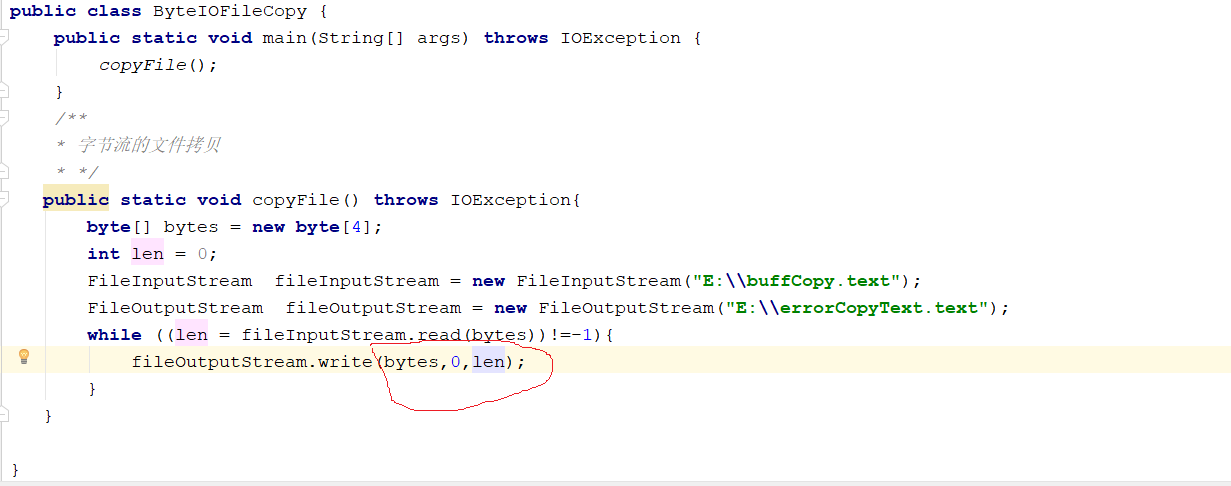 public class ByteIOFileCopy {
    public static void main(String[] args) throws IOException {
        copyFile();
    }
    /**
    * 字节流的文件拷贝
    * */
   public static void copyFile() throws IOException{
       byte[] bytes = new byte[4];
       int len = 0;
       FileInputStream  fileInputStream = new FileInputStream("E:\\buffCopy.text");
       FileOutputStream  fileOutputStream = new FileOutputStream("E:\\errorCopyText.text");
       while ((len = fileInputStream.read(bytes))!=-1){
           fileOutputStream.write(bytes,0,len);
       }
   }
}